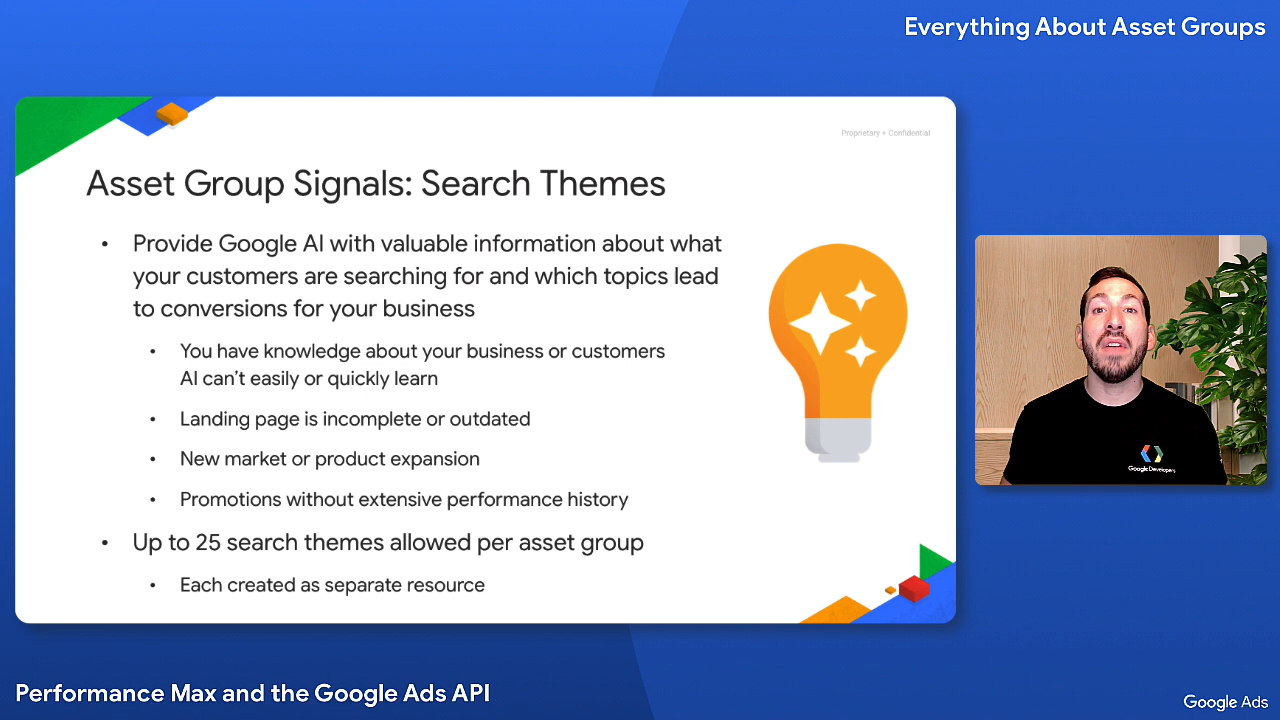 Everything About Asset Groups
Proprietary + Confidential
Asset Group Signals: Search Themes
• Provide Google AI with valuable information about what
your customers are searching for and which topics lead
to conversions for your business
• You have knowledge about your business or customers
AI can’t easily or quickly learn
• Landing page is incomplete or outdated
• New market or product expansion
• Promotions without extensive performance history
• Up to 25 search themes allowed per asset group
• Each created as separate resource
Google Developers
Performance Max and the Google Ads API
Google Ads